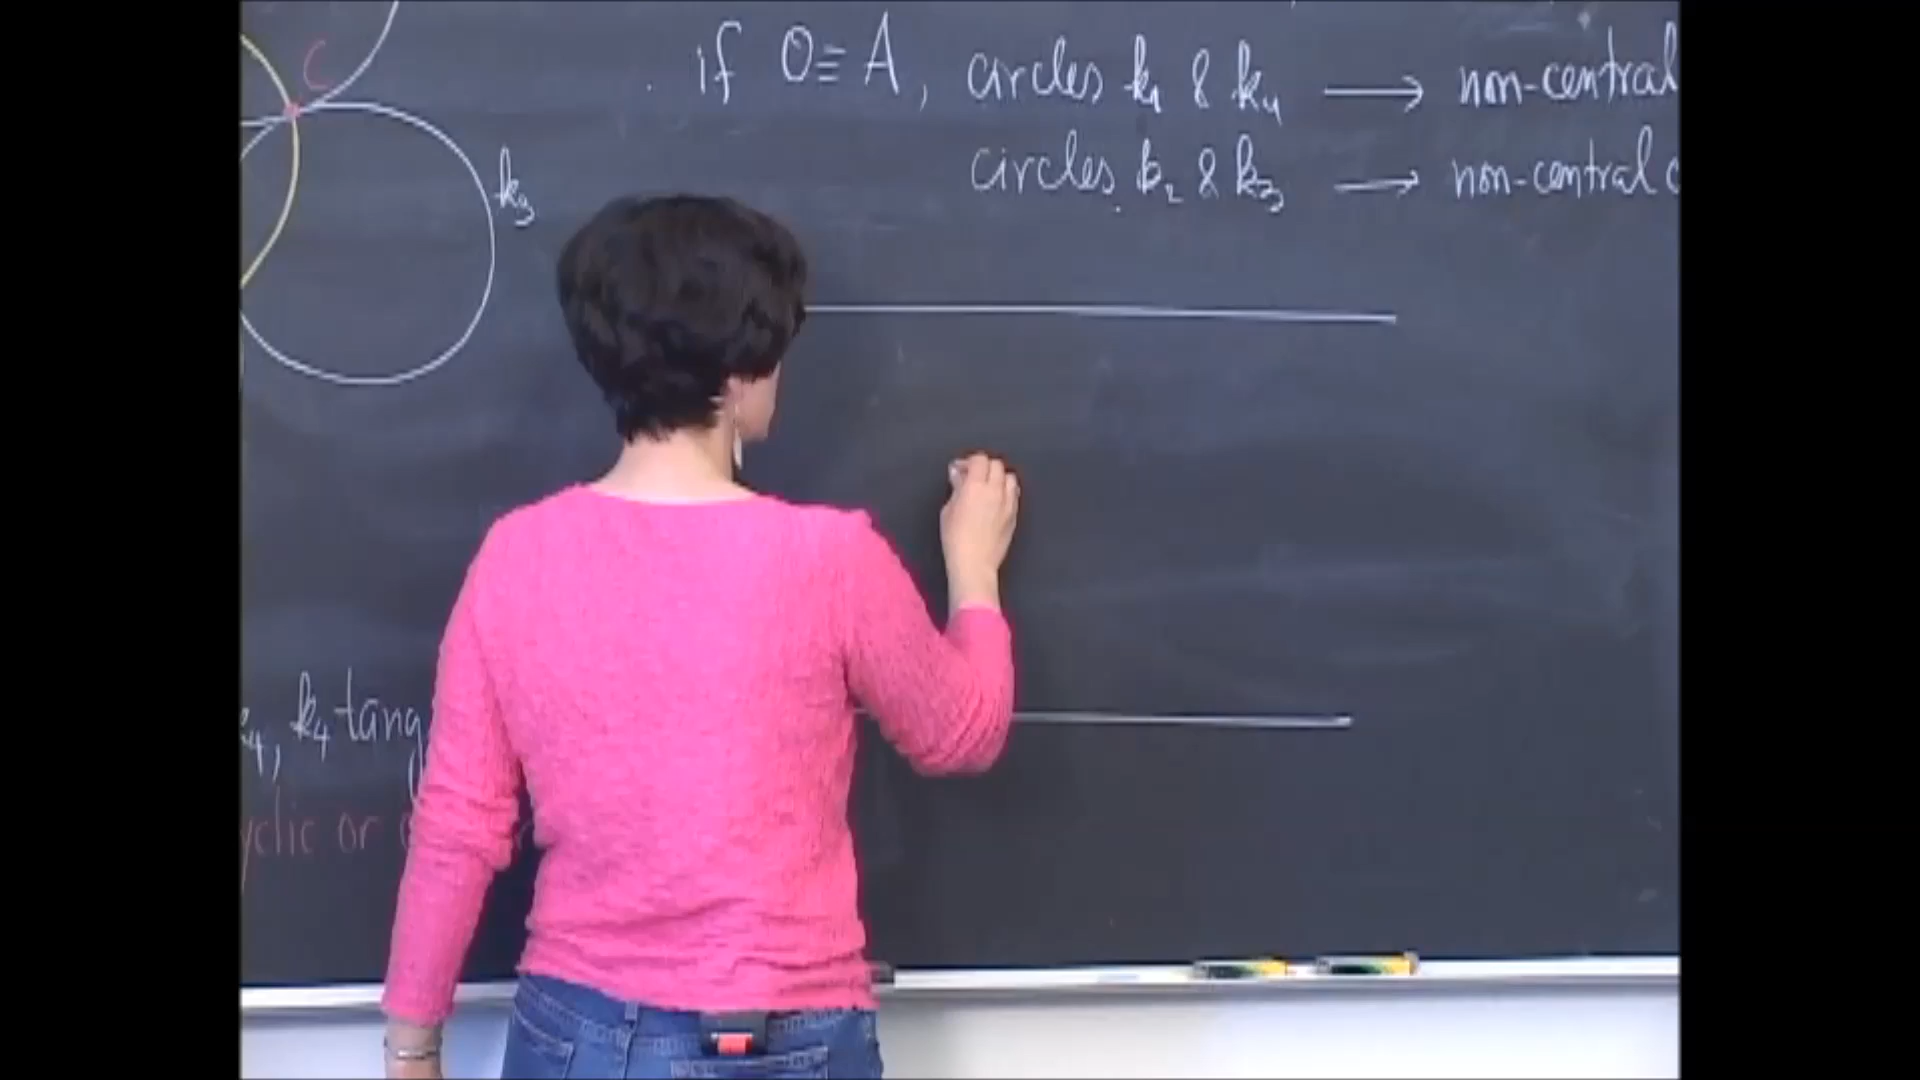 if O≡A, circles k₁ & k₄ → non-central
circles k₂ & k₃ → non-central c
C
k₃
k₄, k₄ tang
yclic or